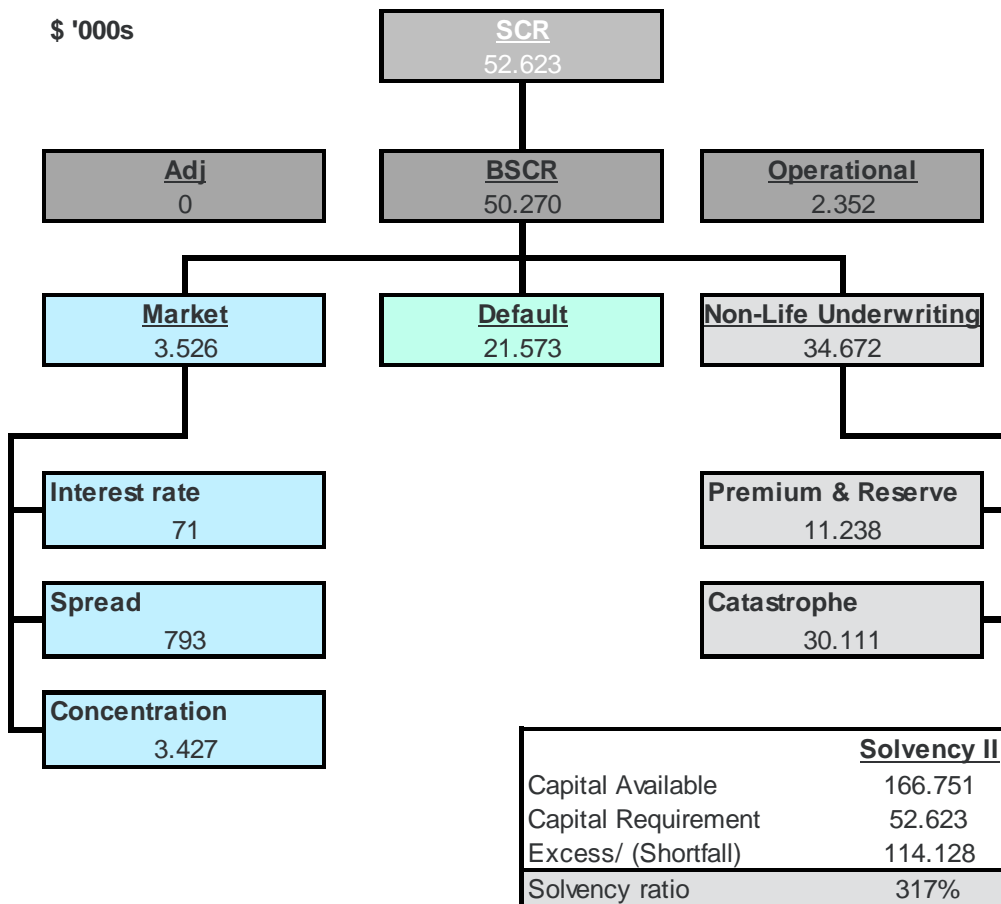 $ '000s
SCR
52.623
Adj
0
BSCR
50.270
Operational
2.352
Market
3.526
Default
21.573
Non-Life Underwriting
34.672
Interest rate
71
Premium & Reserve
11.238
Spread
793
Catastrophe
30.111
Concentration
3.427
Solvency II
Capital Available 166.751
Capital Requirement 52.623
Excess/ (Shortfall) 114.128
Solvency ratio 317%